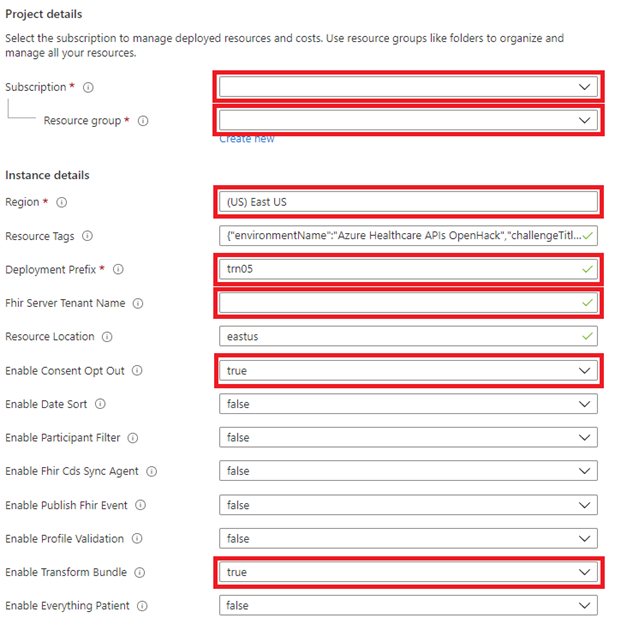 Project details
Select the subscription to manage deployed resources and costs. Use resource groups like folders to organize and
manage all your resources.
Subscription *
Resource group *
Create new
Instance details
Region * (US) East US
Resource Tags {"environmentName":"Azure Healthcare APIs OpenHack","challengeTitl...
Deployment Prefix * trn05
Fhir Server Tenant Name
Resource Location eastus
Enable Consent Opt Out true
Enable Date Sort false
Enable Participant Filter false
Enable Fhir Cds Sync Agent false
Enable Publish Fhir Event false
Enable Profile Validation false
Enable Transform Bundle true
Enable Everything Patient false